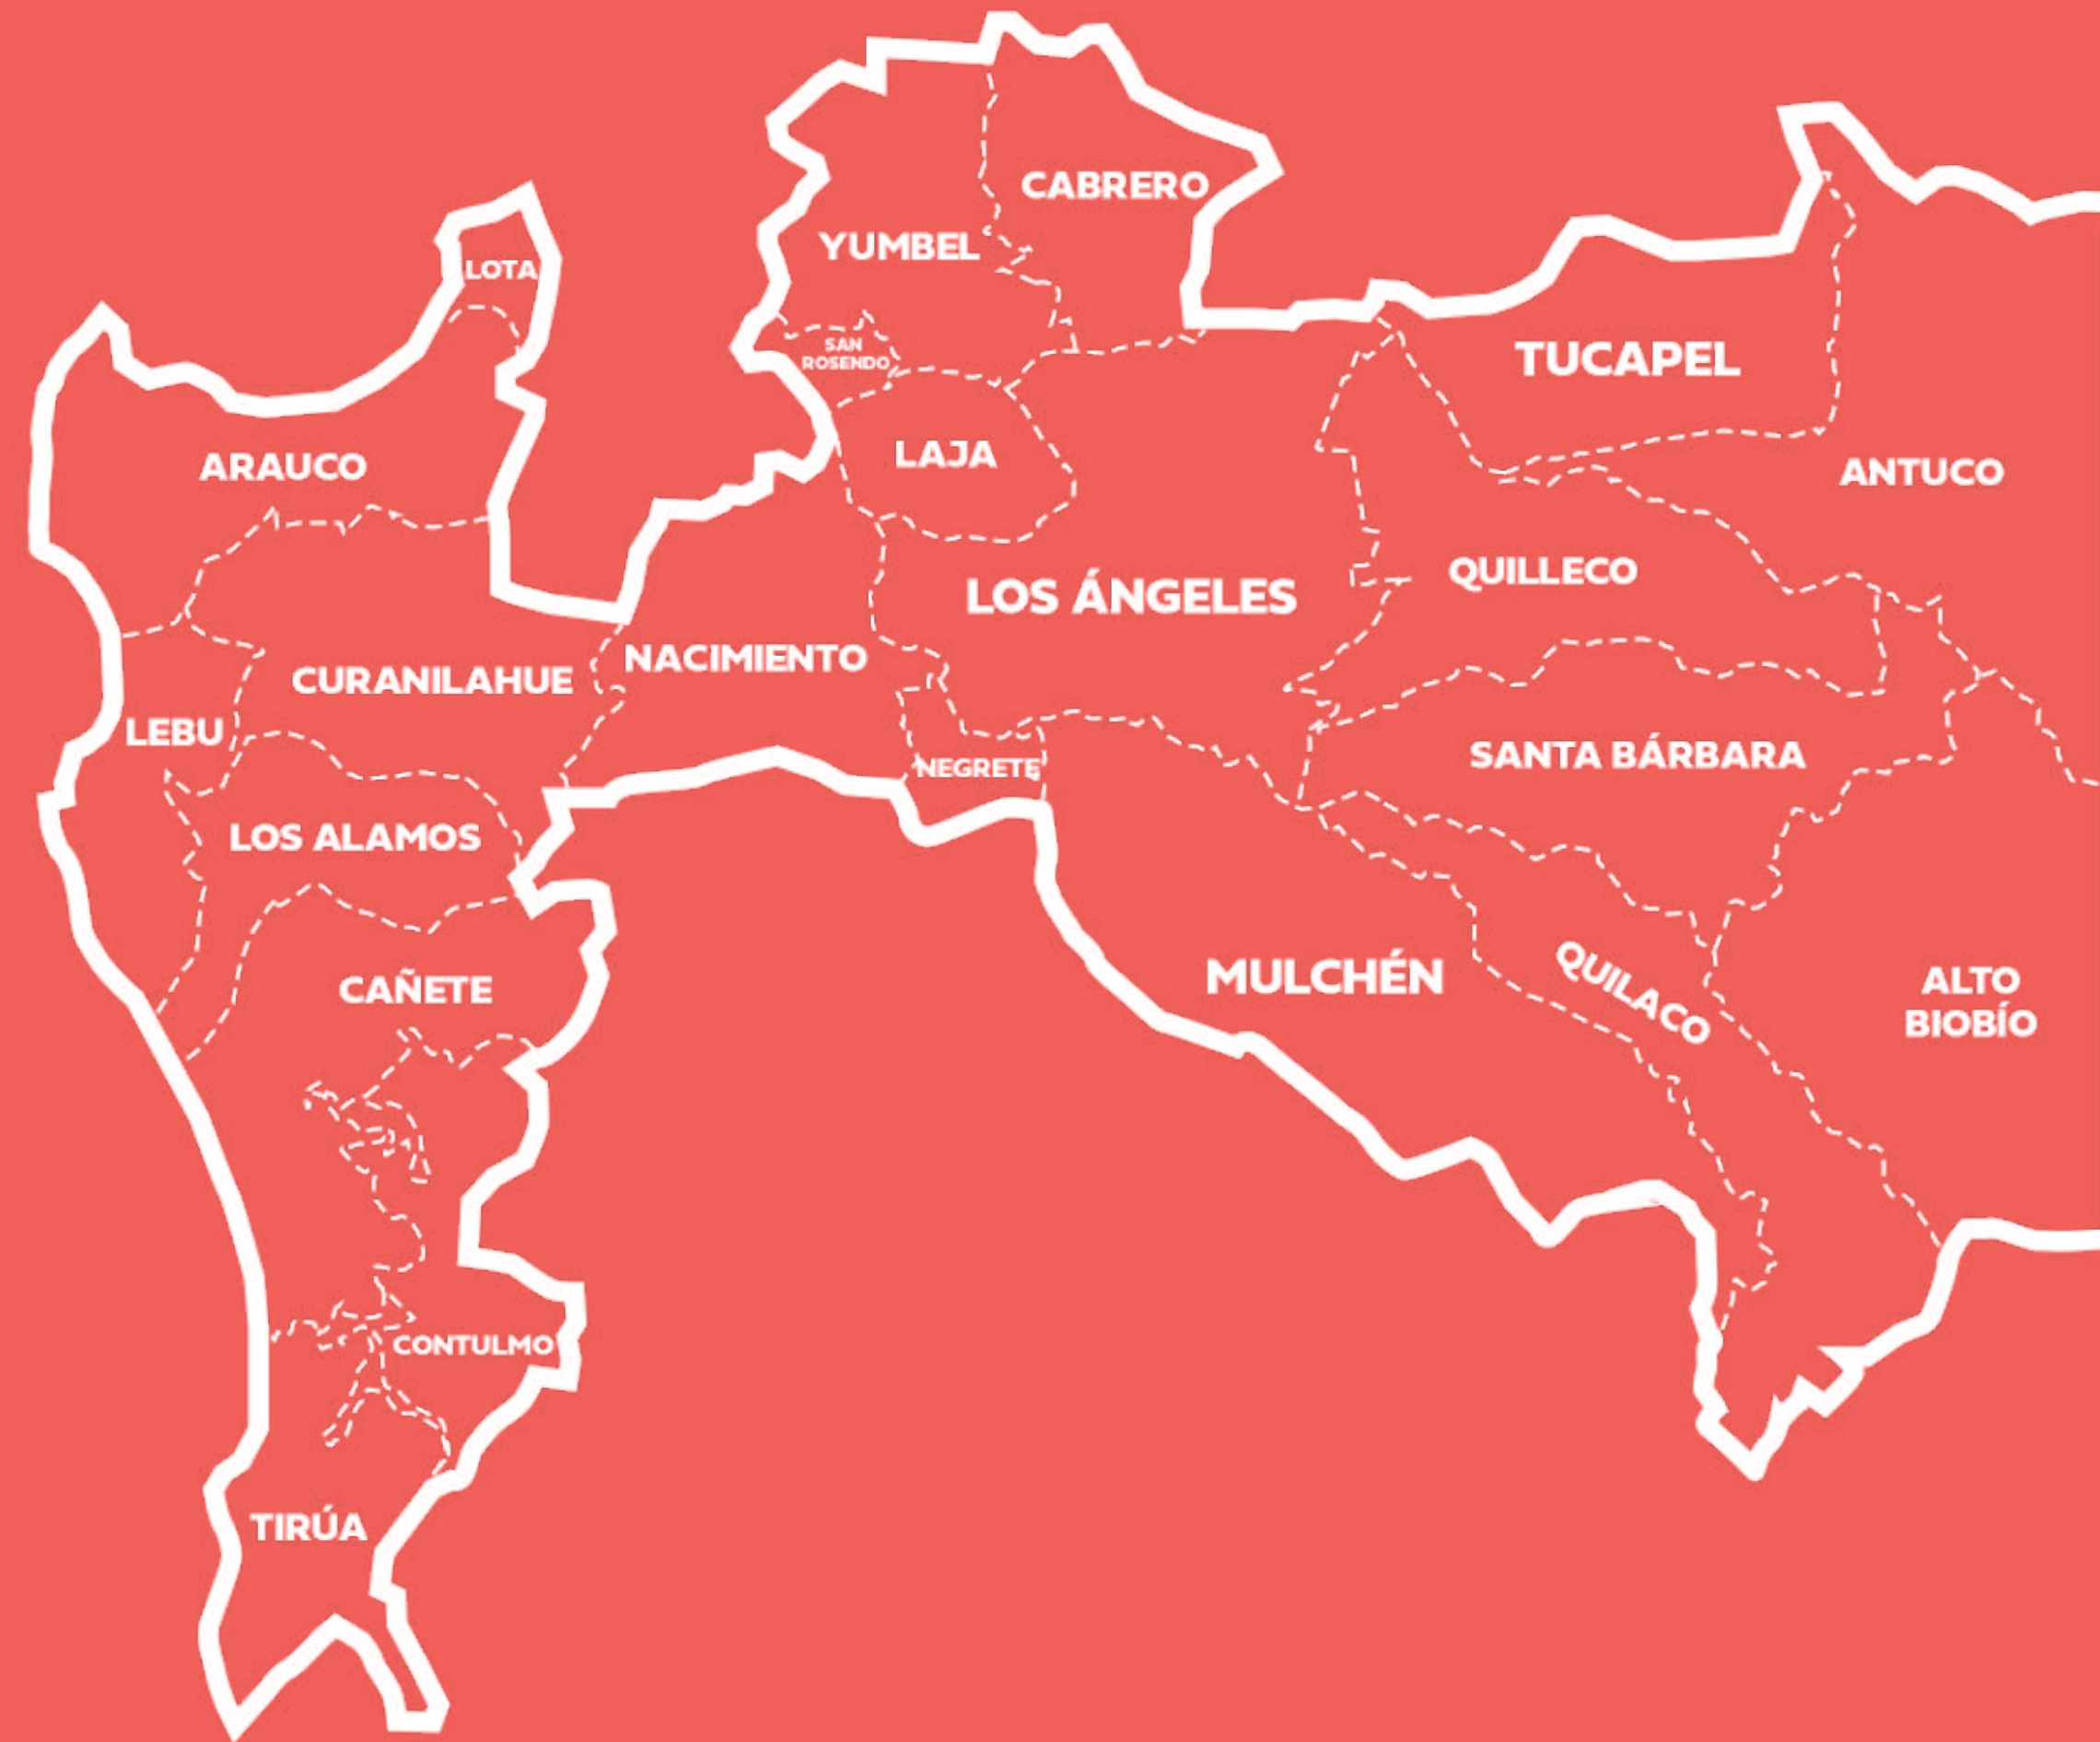 CABRERO
YUMBEL
LOTA
SAN
ROSENDO
TUCAPEL
ARAUCO
LAJA
ANTUCO
QUILLECO
LOS ÁNGELES
NACIMIENTO
CURANILAHUE
LEBU
SANTA BÁRBARA
NEGRETE
LOS ALAMOS
MULCHÉN
QUILACO
ALTO
BIOBÍO
CAÑETE
CONTULMO
TIRÚA